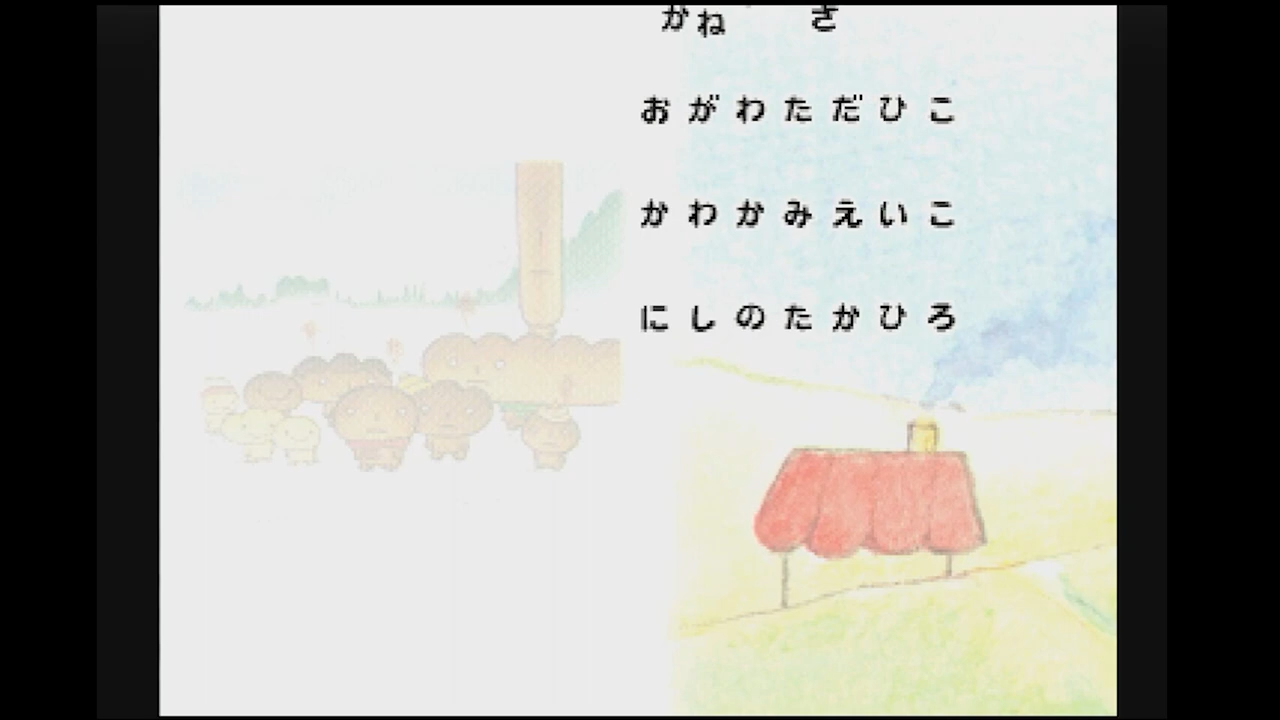 おがわただひこ
かわかみえいこ
にしのたかひろ